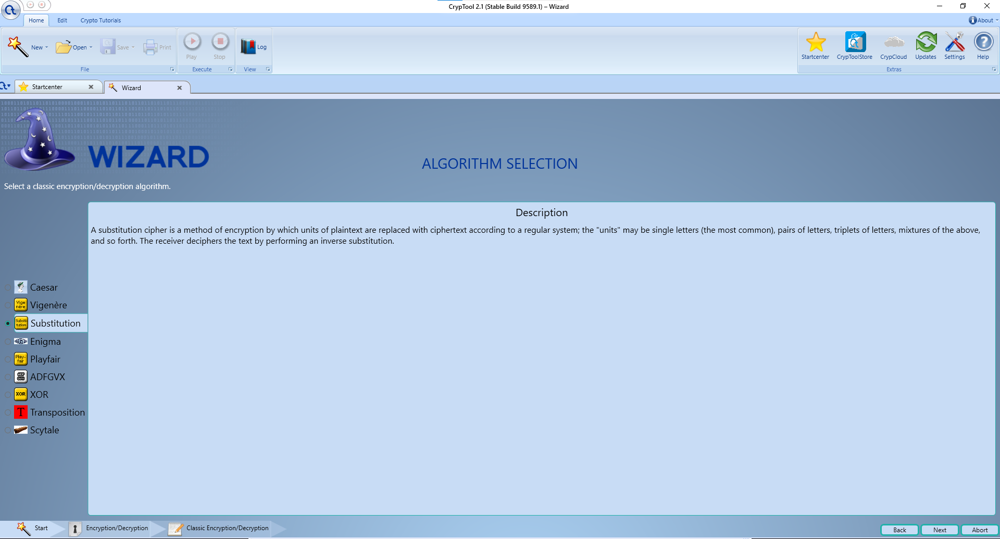 CrypTool 2.1 (Stable Build 9589.1) – Wizard
Home
Edit
Crypto Tutorials
About
New
Open
Save
Print
Play
Stop
Log
Startcenter
CrypToolStore
CrypCloud
Updates
Settings
Help
File
Execute
View
Extras
Startcenter
Wizard
WIZARD
ALGORITHM SELECTION
Select a classic encryption/decryption algorithm.
Description
A substitution cipher is a method of encryption by which units of plaintext are replaced with ciphertext according to a regular system; the "units" may be single letters (the most common), pairs of letters, triplets of letters, mixtures of the above,
and so forth. The receiver deciphers the text by performing an inverse substitution.
Caesar
Vigenère
Substitution
Enigma
Playfair
ADFGVX
XOR XOR
T Transposition
Scytale
Start
Encryption/Decryption
Classic Encryption/Decryption
Back
Next
Abort